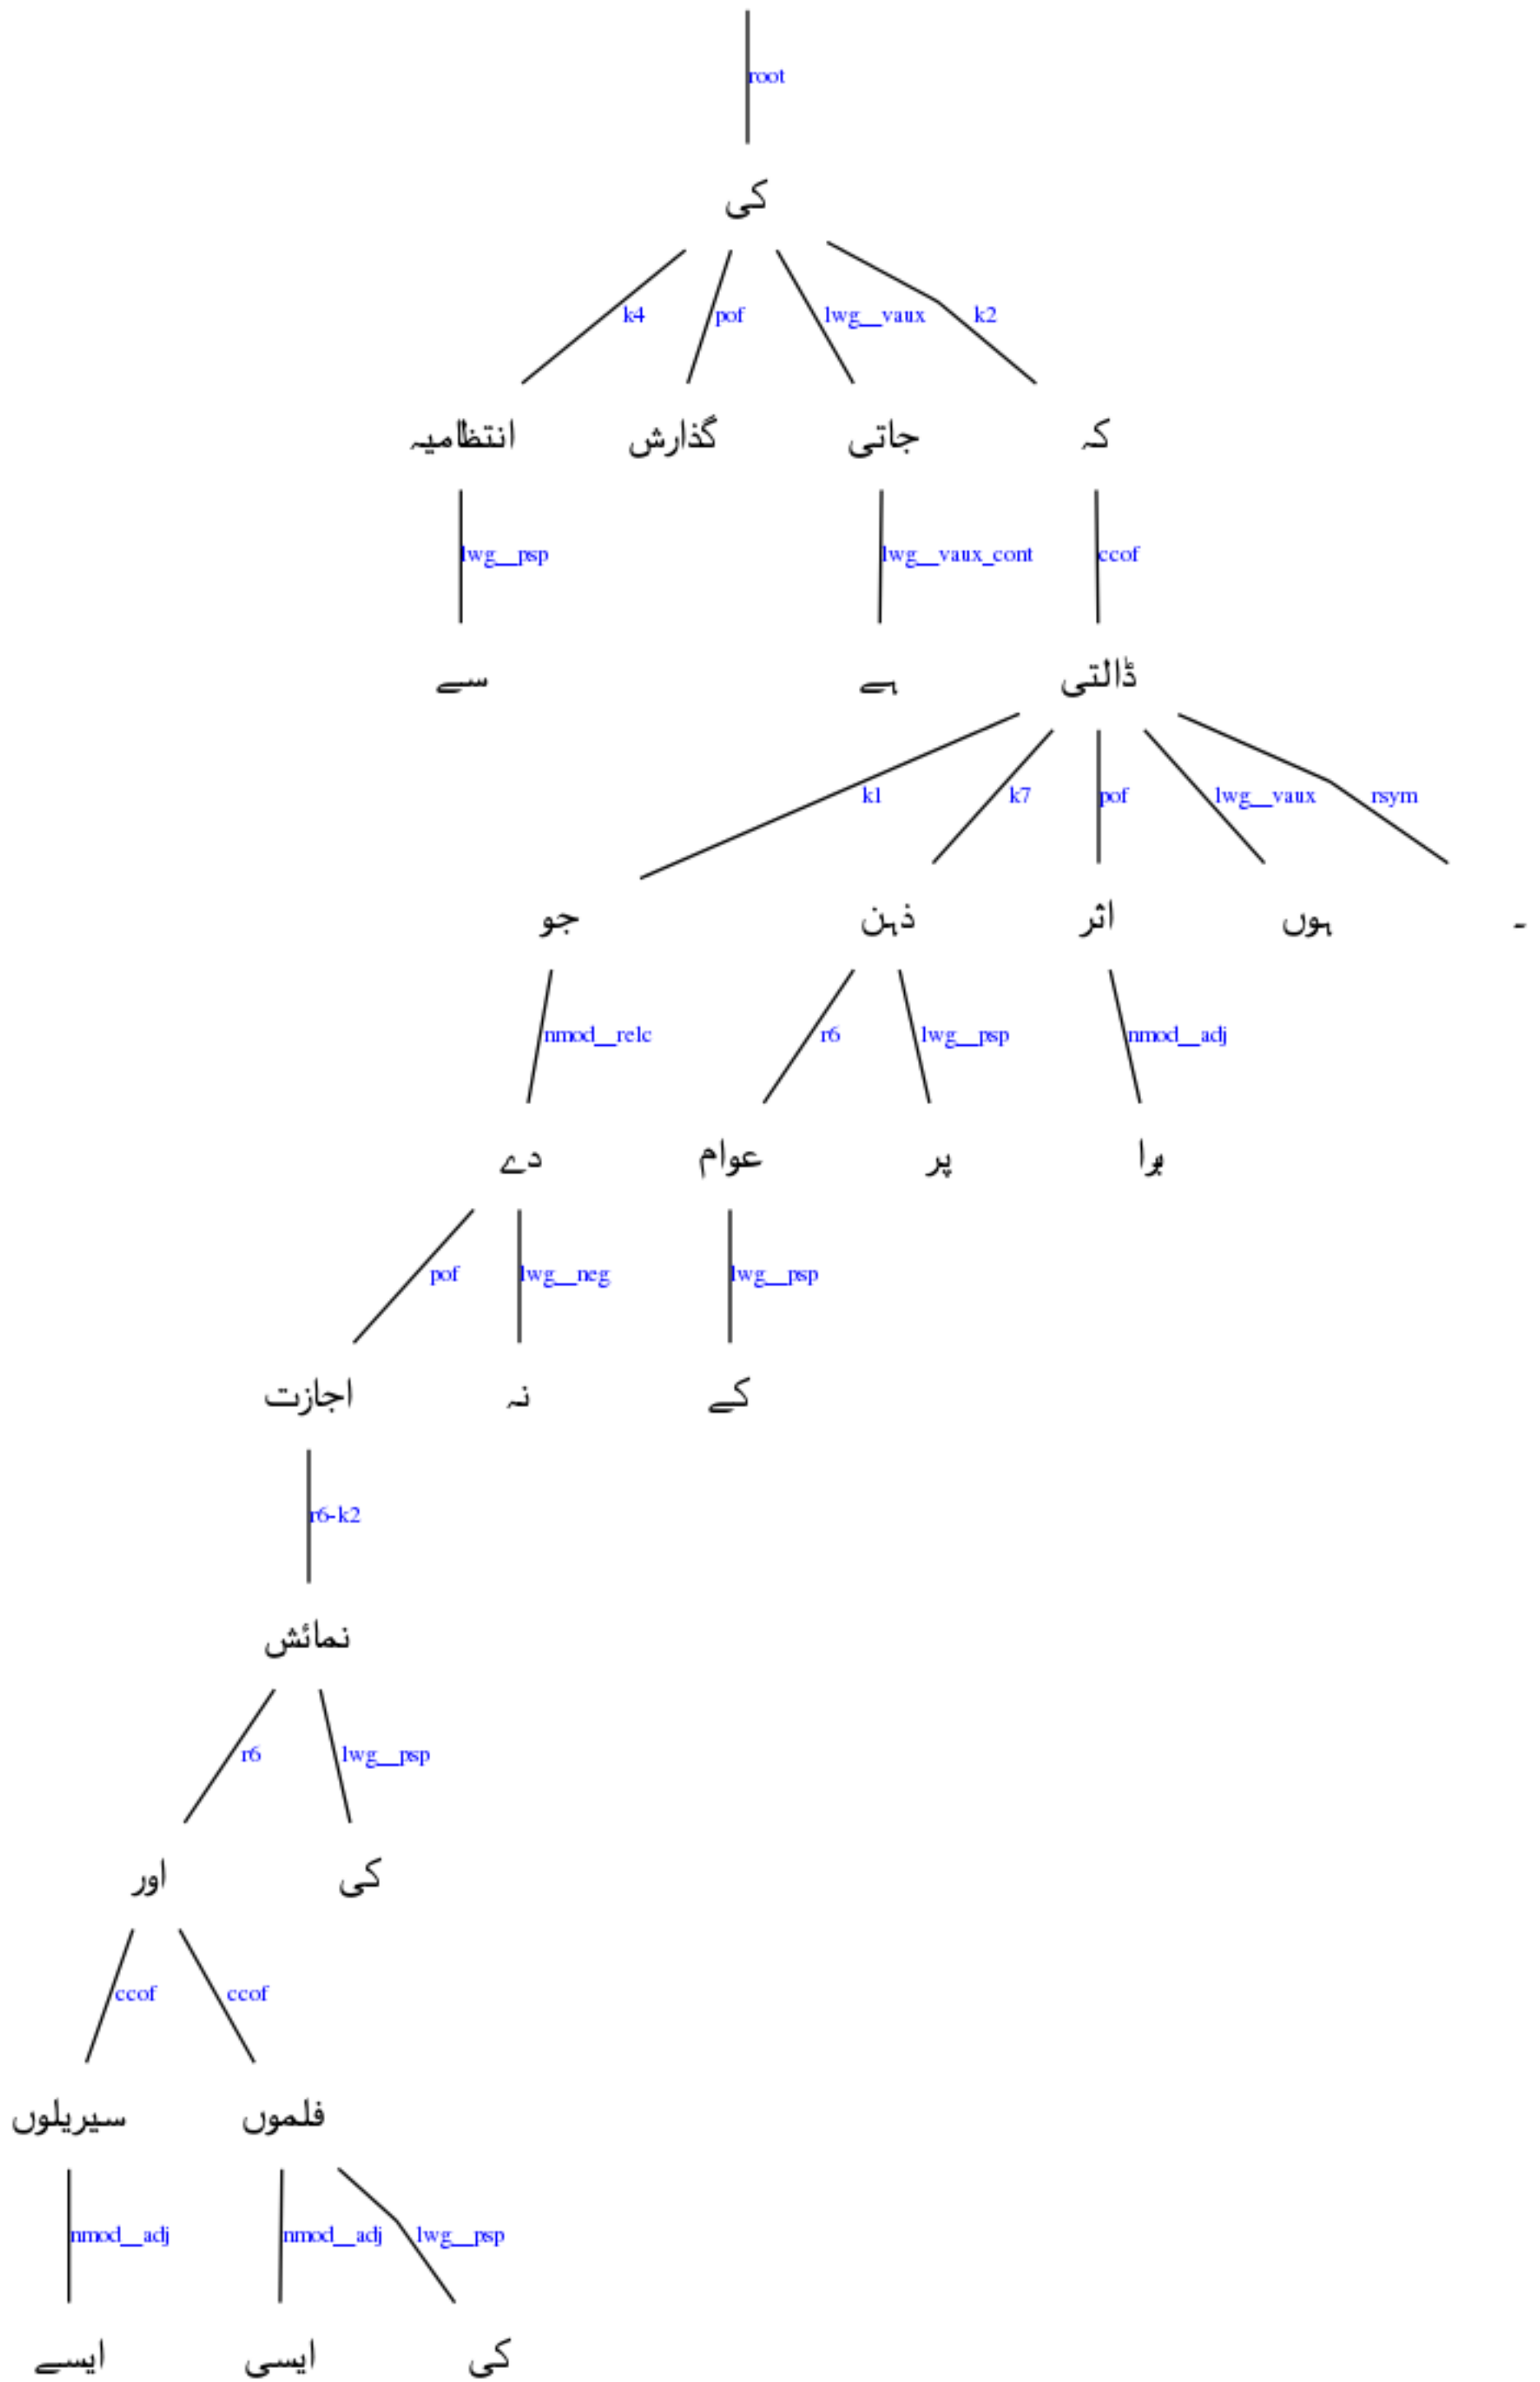 root
کی
k4 pof lwg__vaux k2
انتظامیہ گذارش جاتی کہ
lwg__psp lwg__vaux_cont ccof
سے ہے ڈالتی
k1 k7 pof lwg__vaux rsym
جو ذہن اثر ہوں ۔
nmod__relc r6 lwg__psp nmod__adj
دے عوام پر برا
pof lwg__neg lwg__psp
اجازت نہ کے
r6-k2
نمائش
r6 lwg__psp
اور کی
ccof ccof
سیریلوں فلموں
nmod__adj nmod__adj lwg__psp
ایسے ایسی کی